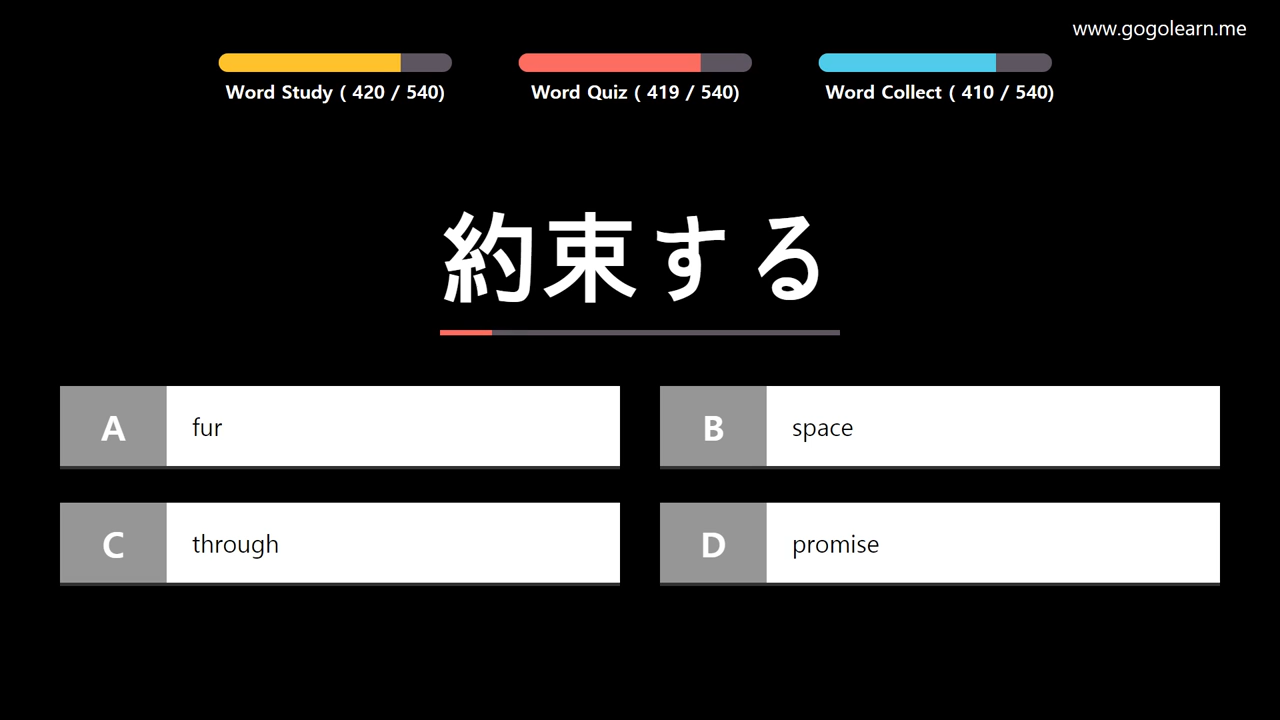 www.gogolearn.me
Word Study ( 420 / 540)
Word Quiz ( 419 / 540)
Word Collect ( 410 / 540)
約束する
A fur
B space
C through
D promise